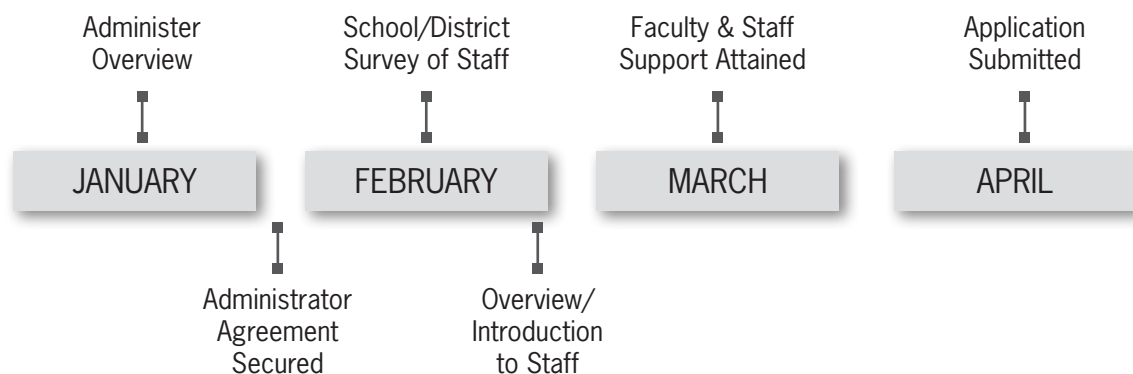 Administer
Overview
School/District
Survey of Staff
Faculty & Staff
Support Attained
Application
Submitted
JANUARY
FEBRUARY
MARCH
APRIL
Administrator
Agreement
Secured
Overview/
Introduction
to Staff